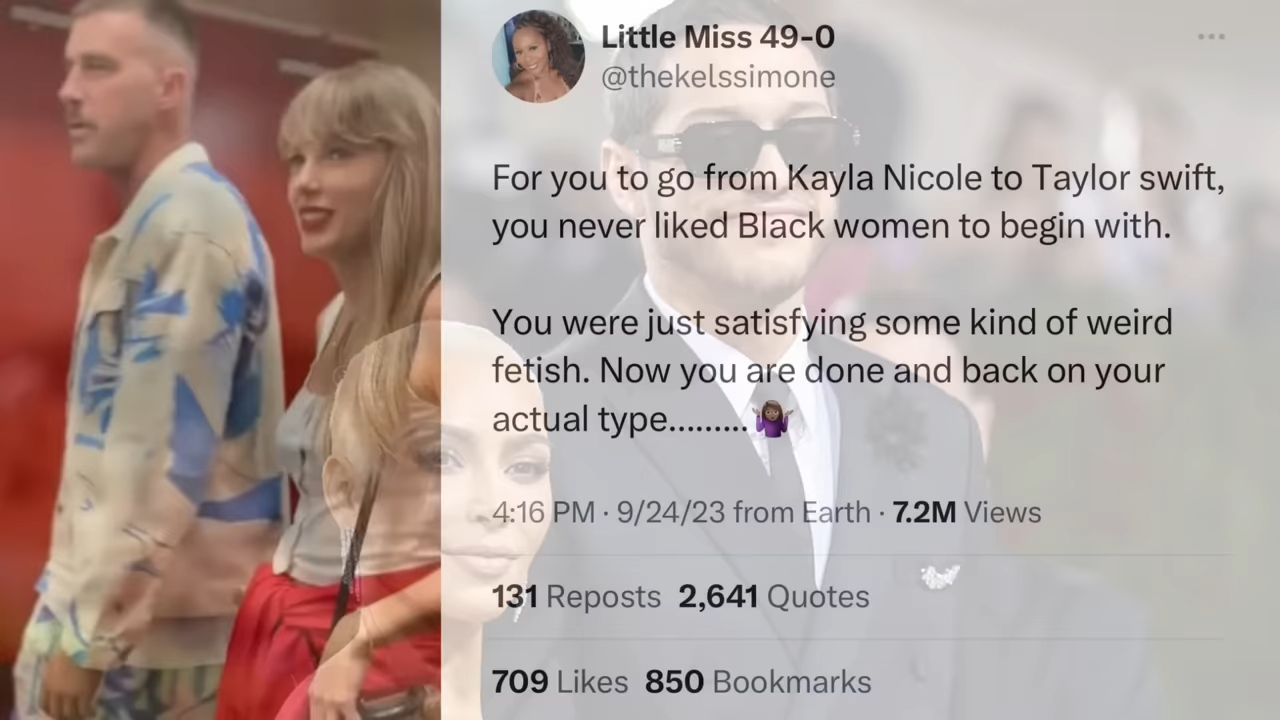 Little Miss 49-0
@thekelssimone
For you to go from Kayla Nicole to Taylor swift,
you never liked Black women to begin with.
You were just satisfying some kind of weird
fetish. Now you are done and back on your
actual type.........🤷🏾‍♀️
4:16 PM · 9/24/23 from Earth · 7.2M Views
131 Reposts 2,641 Quotes
709 Likes 850 Bookmarks